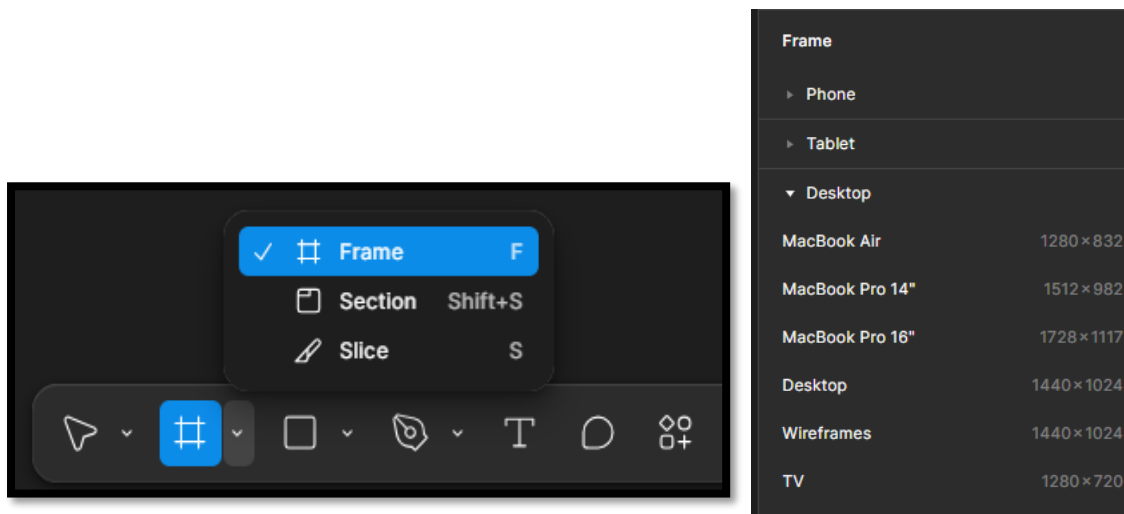 Frame F
Section Shift+S
Slice S
T
Frame
Phone
Tablet
Desktop
MacBook Air 1280×832
MacBook Pro 14" 1512×982
MacBook Pro 16" 1728×1117
Desktop 1440×1024
Wireframes 1440×1024
TV 1280×720